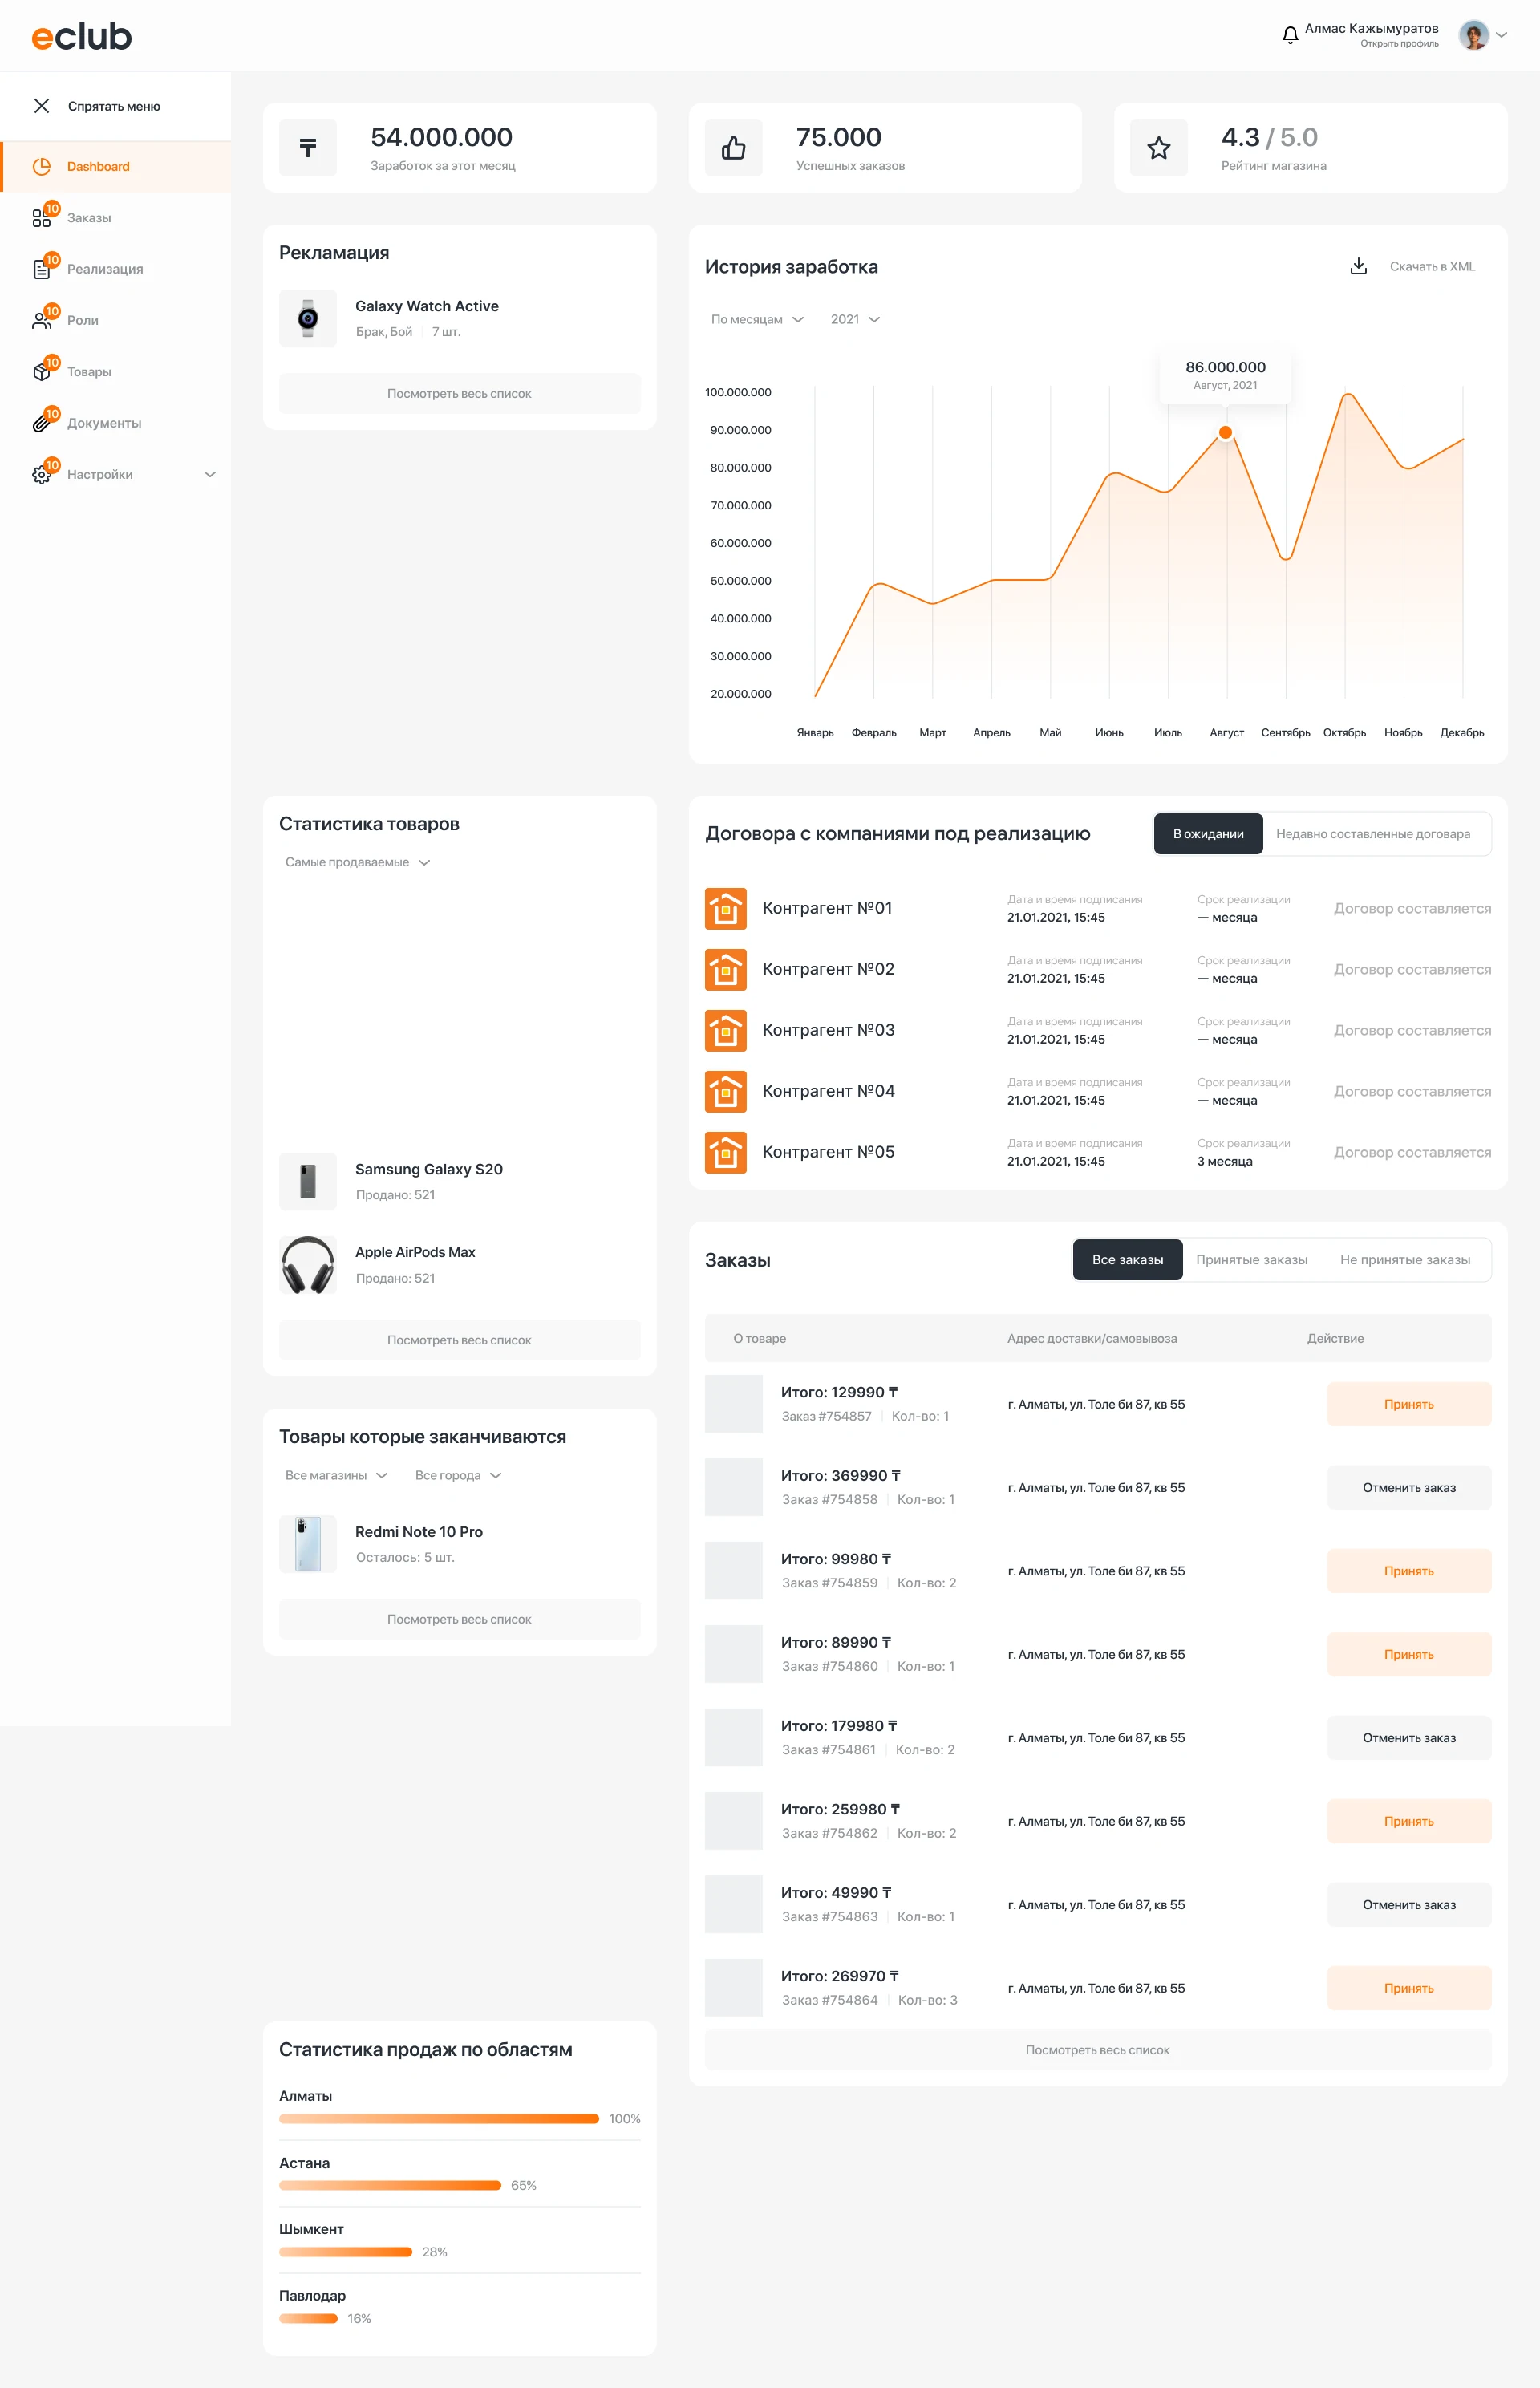 eclub
Алмас Кажымуратов
Открыть профиль
Спрятать меню
Dashboard
10
Заказы
10
Реализация
10
Роли
10
Товары
10
Документы
10
Настройки
54.000.000
Заработок за этот месяц
75.000
Успешных заказов
4.3 / 5.0
Рейтинг магазина
Рекламация
Galaxy Watch Active
Брак, Бой
7 шт.
Посмотреть весь список
История заработка
Скачать в XML
По месяцам
2021
86.000.000
Август, 2021
100.000.000
90.000.000
80.000.000
70.000.000
60.000.000
50.000.000
40.000.000
30.000.000
20.000.000
Январь Февраль Март Апрель Май Июнь Июль Август Сентябрь Октябрь Ноябрь Декабрь
Статистика товаров
Самые продаваемые
Samsung Galaxy S20
Продано: 521
Apple AirPods Max
Продано: 521
Посмотреть весь список
Договора с компаниями под реализацию
В ожидании
Недавно составленные договара
Контрагент №01
Дата и время подписания
21.01.2021, 15:45
Срок реализации
— месяца
Договор составляется
Контрагент №02
Дата и время подписания
21.01.2021, 15:45
Срок реализации
— месяца
Договор составляется
Контрагент №03
Дата и время подписания
21.01.2021, 15:45
Срок реализации
— месяца
Договор составляется
Контрагент №04
Дата и время подписания
21.01.2021, 15:45
Срок реализации
— месяца
Договор составляется
Контрагент №05
Дата и время подписания
21.01.2021, 15:45
Срок реализации
3 месяца
Договор составляется
Товары которые заканчиваются
Все магазины
Все города
Redmi Note 10 Pro
Осталось: 5 шт.
Посмотреть весь список
Заказы
Все заказы
Принятые заказы
Не принятые заказы
О товаре
Адрес доставки/самовывоза
Действие
Итого: 129990 ₸
Заказ #754857
Кол-во: 1
г. Алматы, ул. Толе би 87, кв 55
Принять
Итого: 369990 ₸
Заказ #754858
Кол-во: 1
г. Алматы, ул. Толе би 87, кв 55
Отменить заказ
Итого: 99980 ₸
Заказ #754859
Кол-во: 2
г. Алматы, ул. Толе би 87, кв 55
Принять
Итого: 89990 ₸
Заказ #754860
Кол-во: 1
г. Алматы, ул. Толе би 87, кв 55
Принять
Итого: 179980 ₸
Заказ #754861
Кол-во: 2
г. Алматы, ул. Толе би 87, кв 55
Отменить заказ
Итого: 259980 ₸
Заказ #754862
Кол-во: 2
г. Алматы, ул. Толе би 87, кв 55
Принять
Итого: 49990 ₸
Заказ #754863
Кол-во: 1
г. Алматы, ул. Толе би 87, кв 55
Отменить заказ
Итого: 269970 ₸
Заказ #754864
Кол-во: 3
г. Алматы, ул. Толе би 87, кв 55
Принять
Посмотреть весь список
Статистика продаж по областям
Алматы
100%
Астана
65%
Шымкент
28%
Павлодар
16%